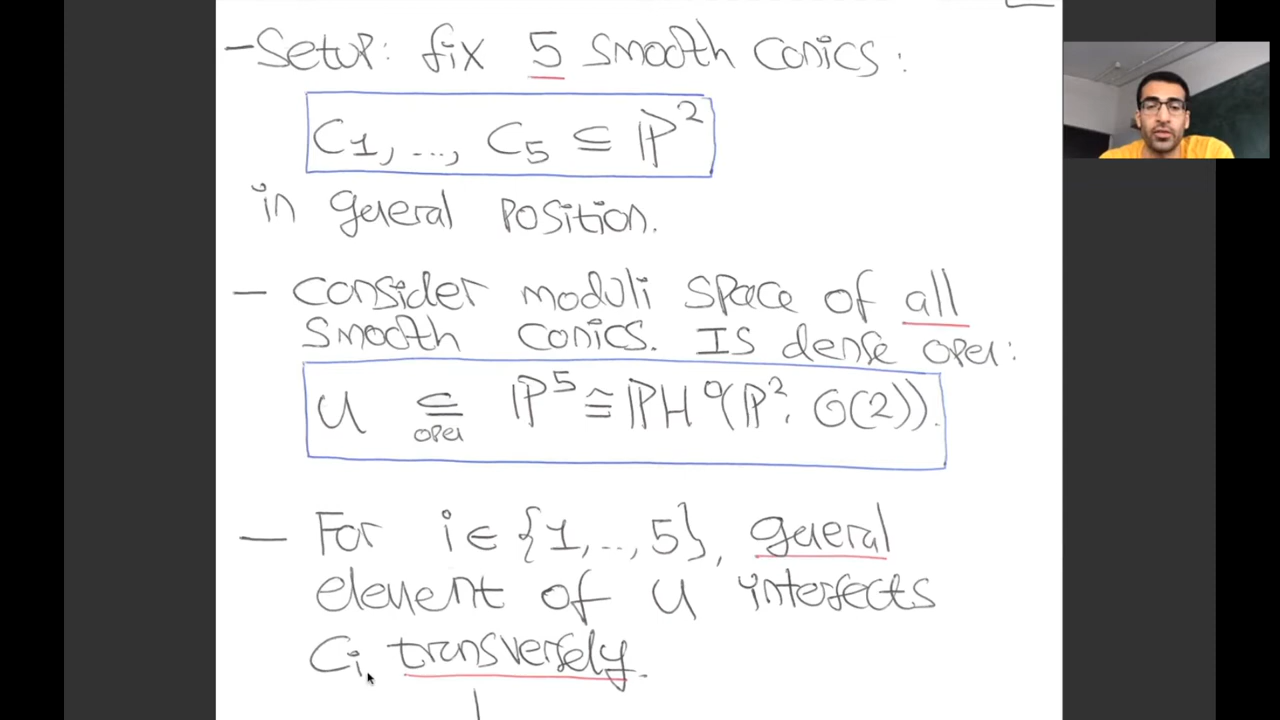 - Setup: fix 5 smooth conics:
C1, ..., C5 ⊆ ℙ²
in general position.
- Consider moduli space of all
smooth conics. Is dense open:
U ⊆ ℙ⁵ ≅ ℙH⁰(ℙ², O(2)).
open
- For i ∈ {1, ..., 5}, general
element of U intersects
Ci transversely.